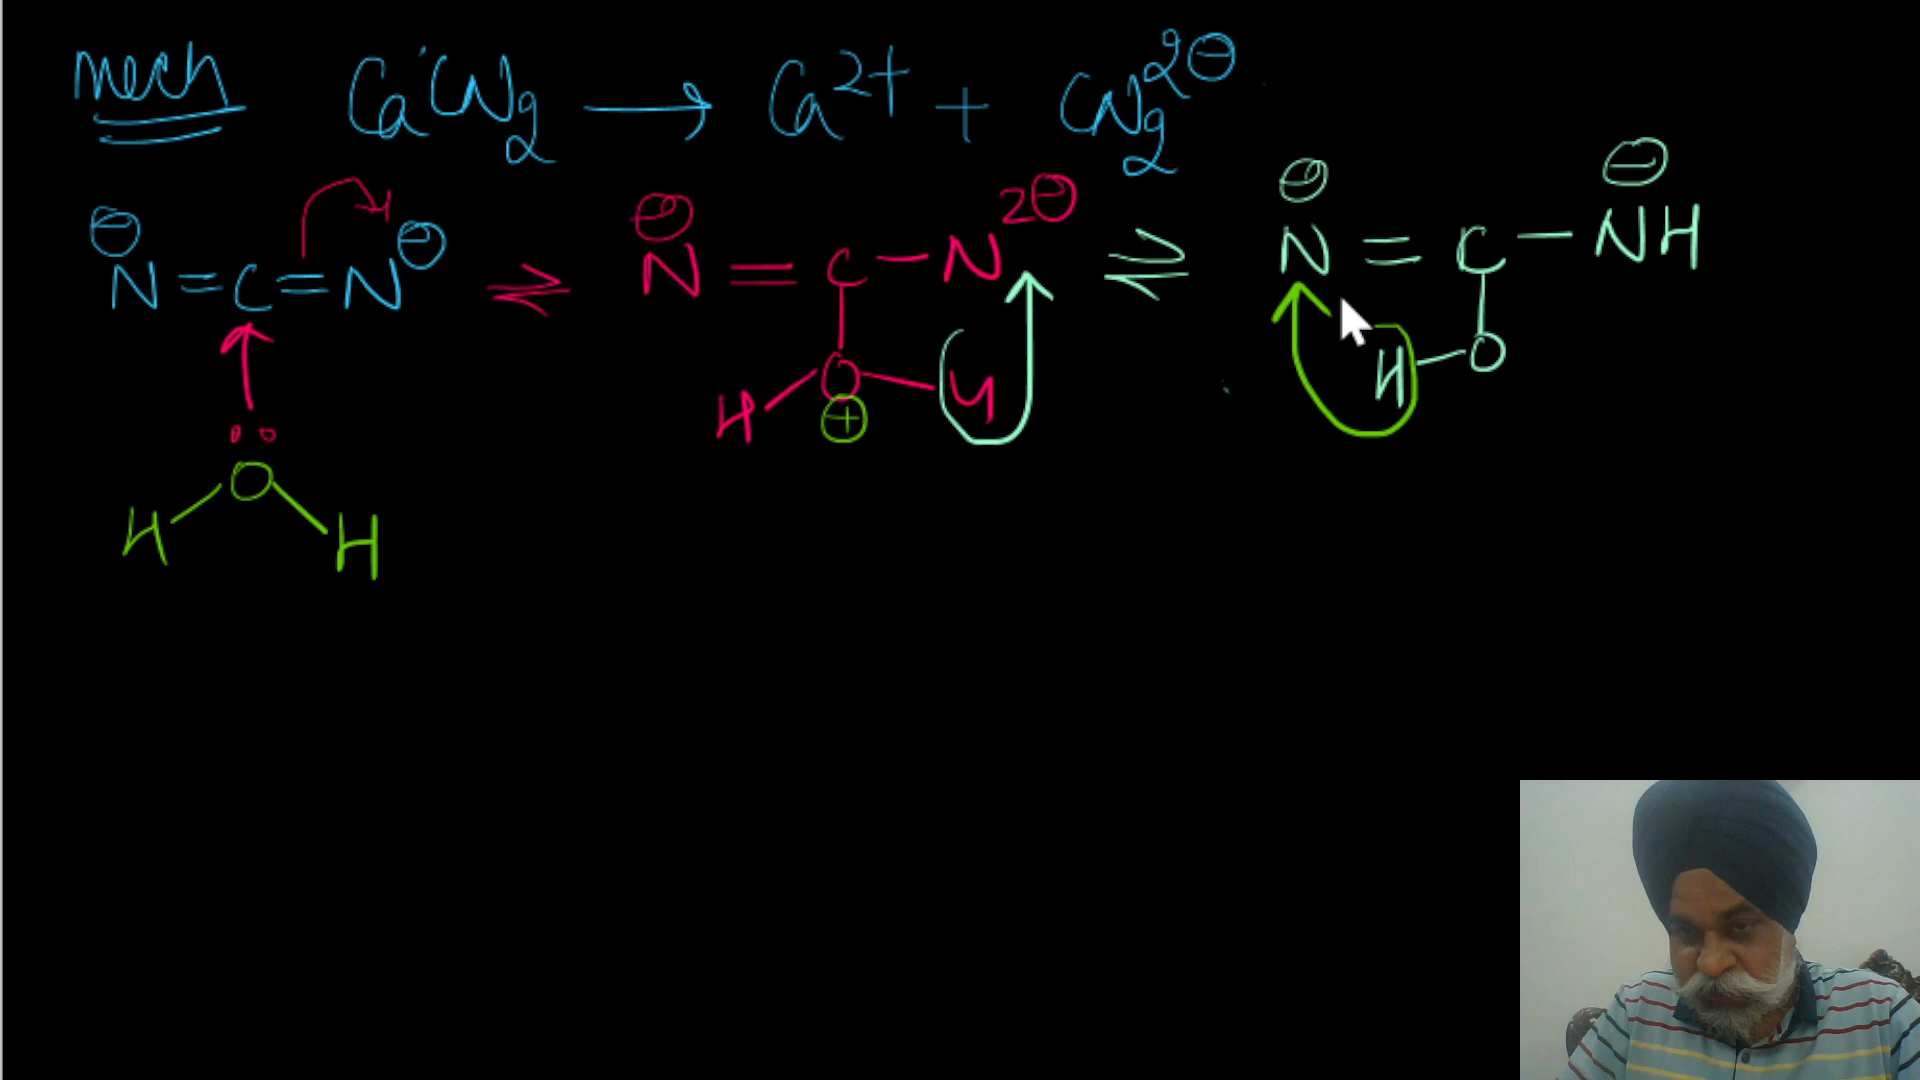 Mech CaCN2 → Ca2+ + CN2 2⊖
⊖ ⊖ ⊖ 2⊖ ⊖ ⊖
N=C=N ⇌ N=C—N ⇌ N=C—NH
O H—O
H H ⊕
O
H H